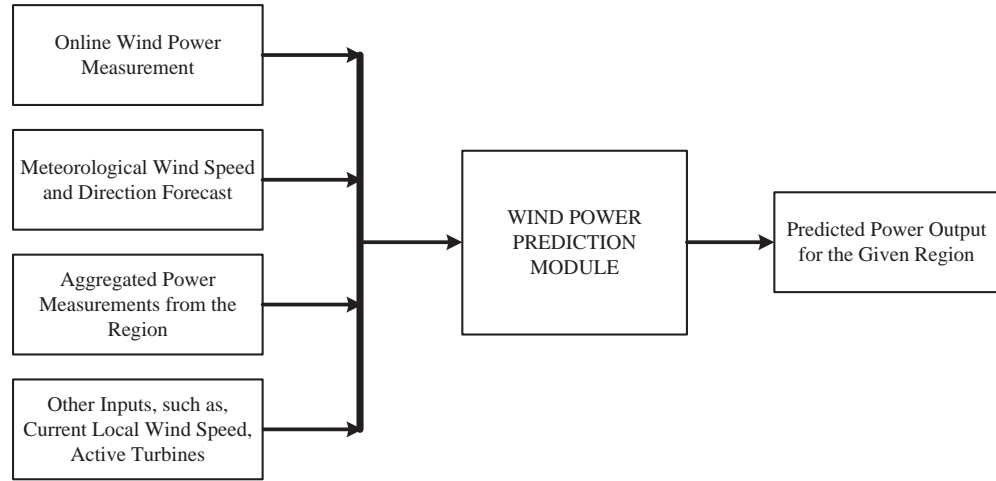 Online Wind Power
Measurement
Meteorological Wind Speed
and Direction Forecast
Aggregated Power
Measurements from the
Region
Other Inputs, such as,
Current Local Wind Speed,
Active Turbines
WIND POWER
PREDICTION
MODULE
Predicted Power Output
for the Given Region